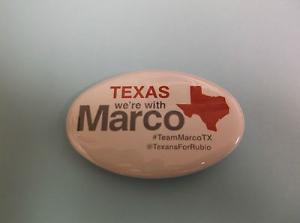 TEXAS
we're with
Marco
#TeamMarcoTX
@TexansForRubio